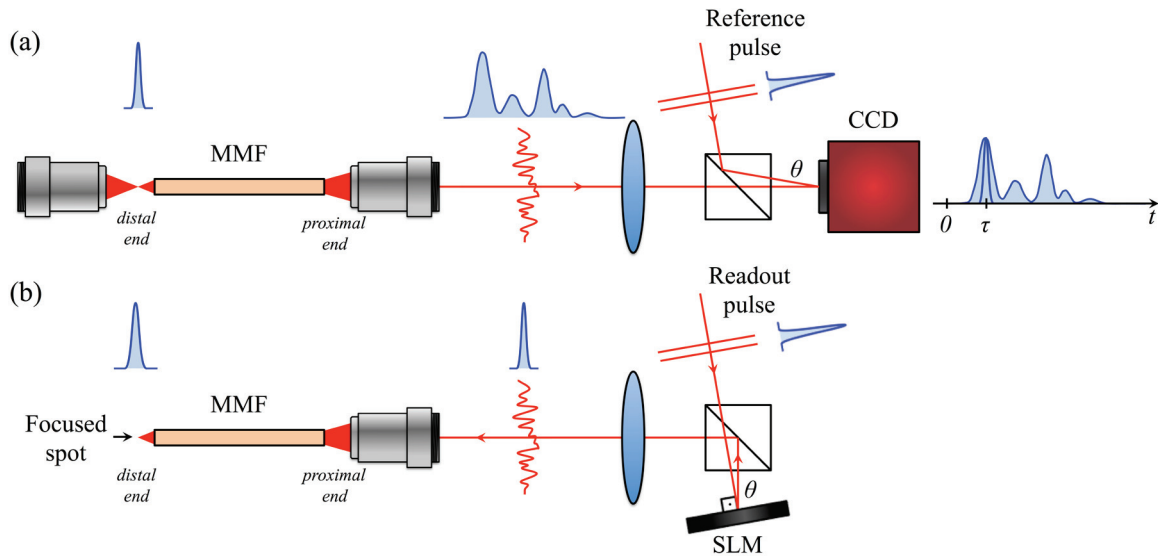 (a)
Reference
pulse
MMF
CCD
θ
distal
end
proximal
end
0
τ
t
(b)
Readout
pulse
MMF
Focused
spot
distal
end
proximal
end
θ
SLM